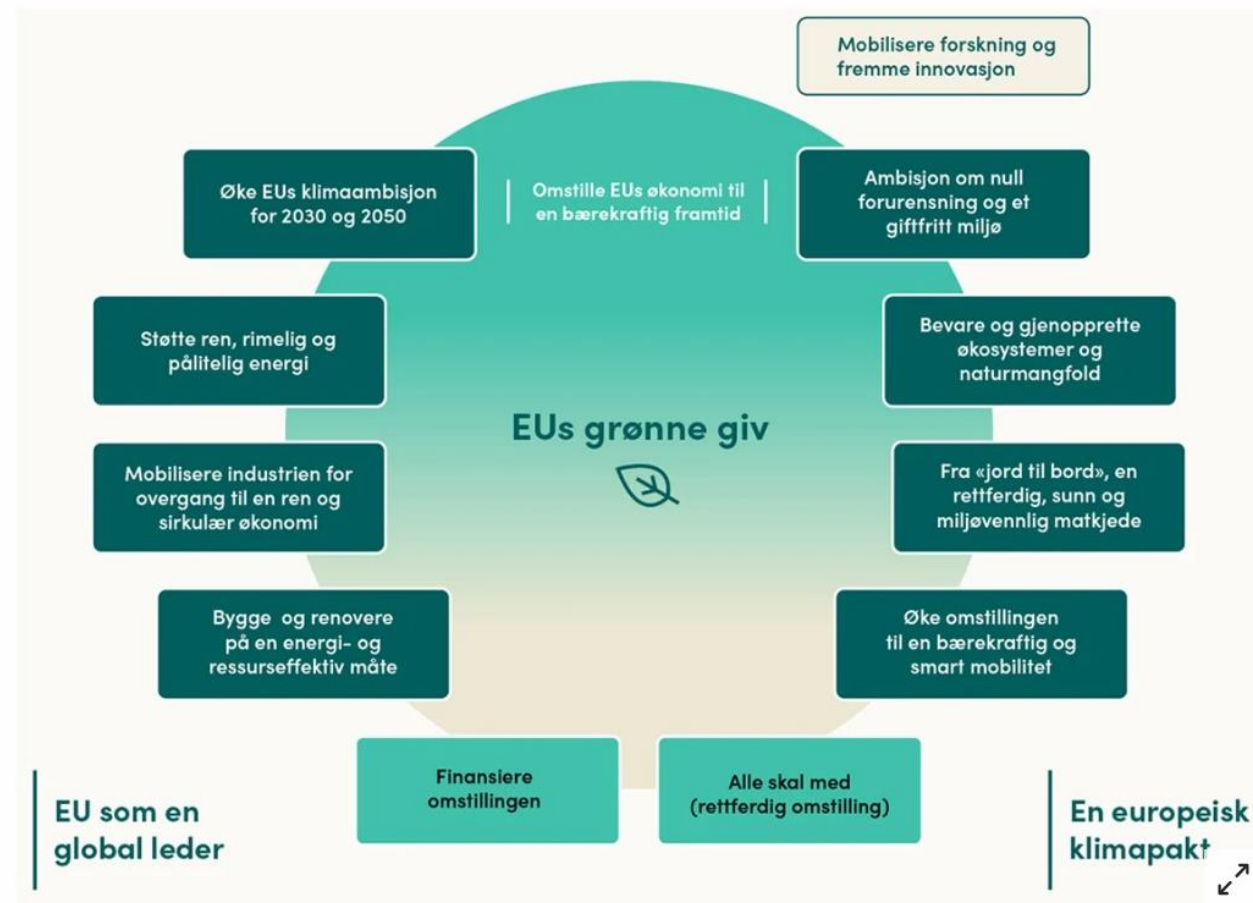 Mobilisere forskning og
fremme innovasjon
Øke EUs klimaambisjon
for 2030 og 2050
Omstille EUs økonomi til
en bærekraftig framtid
Ambisjon om null
forurensning og et
giftfritt miljø
Støtte ren, rimelig og
pålitelig energi
Bevare og gjenopprette
økosystemer og
naturmangfold
EUs grønne giv
Mobilisere industrien for
overgang til en ren og
sirkulær økonomi
Fra «jord til bord», en
rettferdig, sunn og
miljøvennlig matkjede
Bygge og renovere
på en energi- og
ressurseffektiv måte
Øke omstillingen
til en bærekraftig og
smart mobilitet
Finansiere
omstillingen
Alle skal med
(rettferdig omstilling)
EU som en
global leder
En europeisk
klimapakt